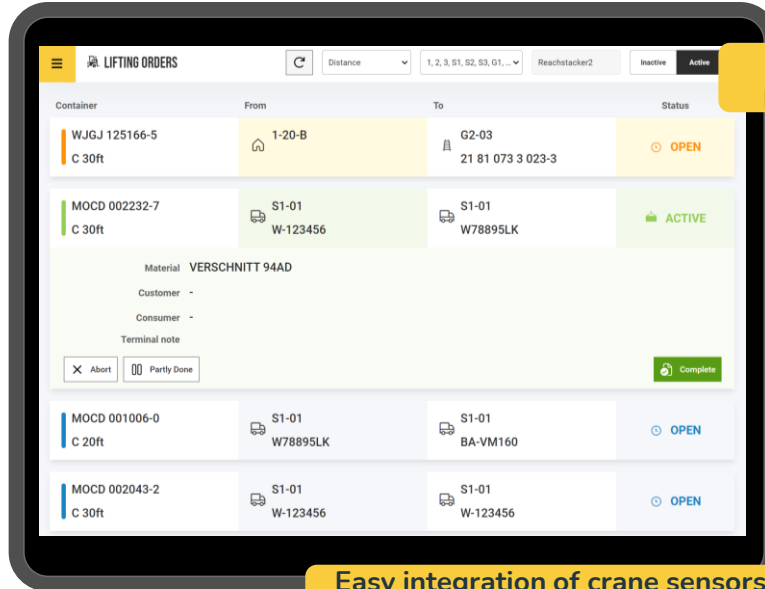 LIFTING ORDERS
Distance
1, 2, 3, S1, S2, S3, G1, ...
Reachstacker2
Inactive
Active
Container From To Status
WJGJ 125166-5
C 30ft
1-20-B
G2-03
21 81 073 3 023-3
OPEN
MOCD 002232-7
C 30ft
S1-01
W-123456
S1-01
W78895LK
ACTIVE
Material VERSCHNITT 94AD
Customer -
Consumer -
Terminal note
Abort
Partly Done
Complete
MOCD 001006-0
C 20ft
S1-01
W78895LK
S1-01
BA-VM160
OPEN
MOCD 002043-2
C 30ft
S1-01
W-123456
S1-01
W-123456
OPEN
Easy integration of crane sensors